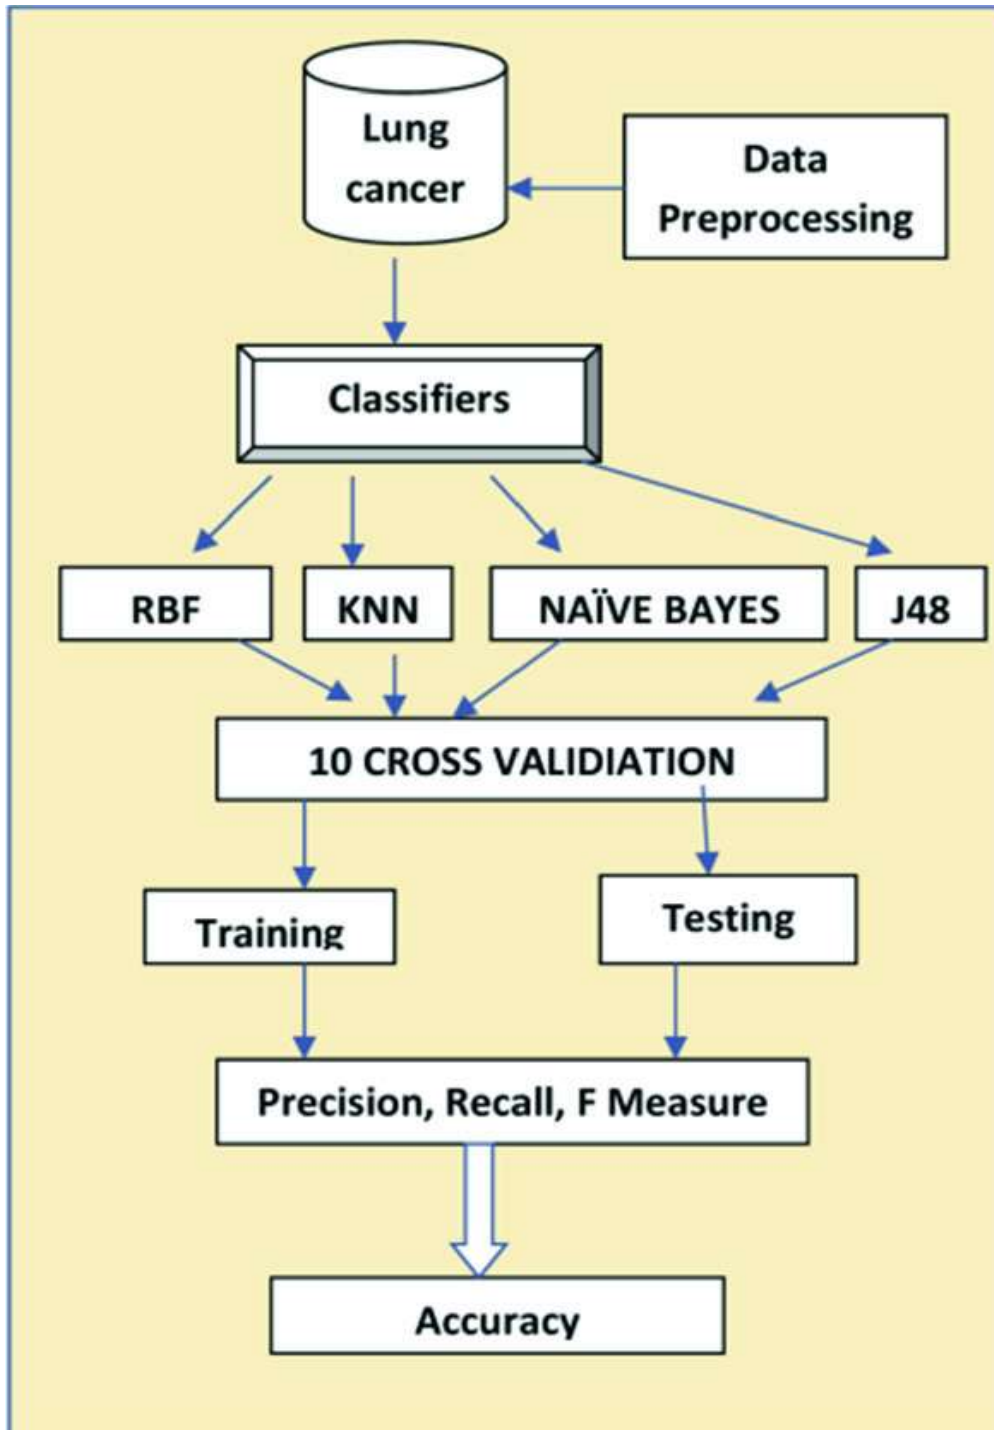 Lung
cancer
Data
Preprocessing
Classifiers
RBF
KNN
NAÏVE BAYES
J48
10 CROSS VALIDIATION
Training
Testing
Precision, Recall, F Measure
Accuracy